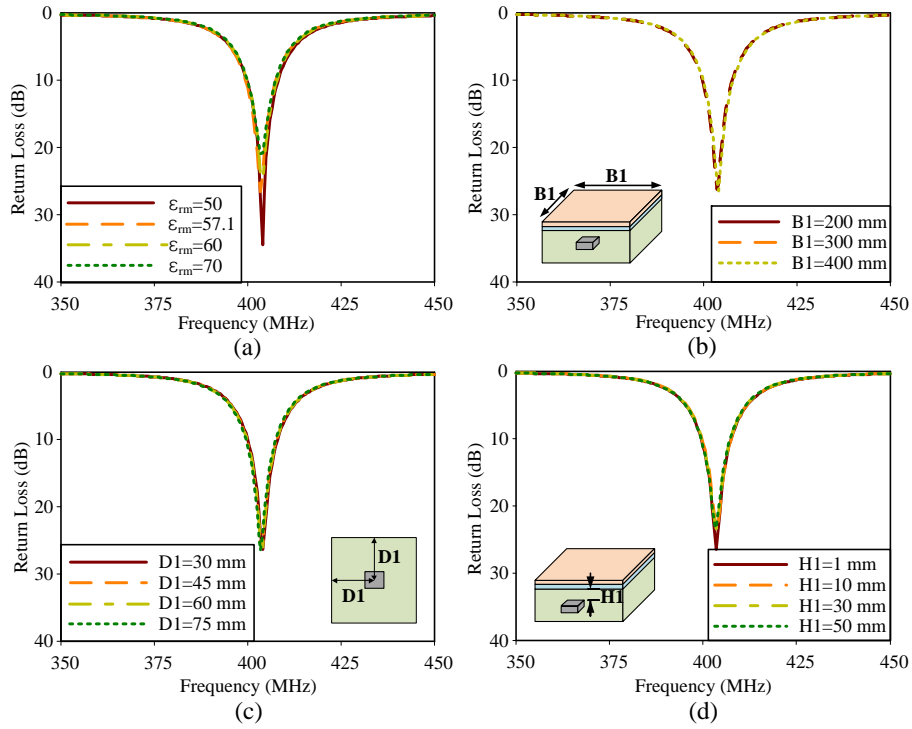 0
10
20
30
40
Return Loss (dB)
ε_rm=50
ε_rm=57.1
ε_rm=60
ε_rm=70
350 375 400 425 450
Frequency (MHz)
(a)
0
10
20
30
40
Return Loss (dB)
B1
B1
B1=200 mm
B1=300 mm
B1=400 mm
350 375 400 425 450
Frequency (MHz)
(b)
0
10
20
30
40
Return Loss (dB)
D1=30 mm
D1=45 mm
D1=60 mm
D1=75 mm
D1
D1
350 375 400 425 450
Frequency (MHz)
(c)
0
10
20
30
40
Return Loss (dB)
H1
H1=1 mm
H1=10 mm
H1=30 mm
H1=50 mm
350 375 400 425 450
Frequency (MHz)
(d)